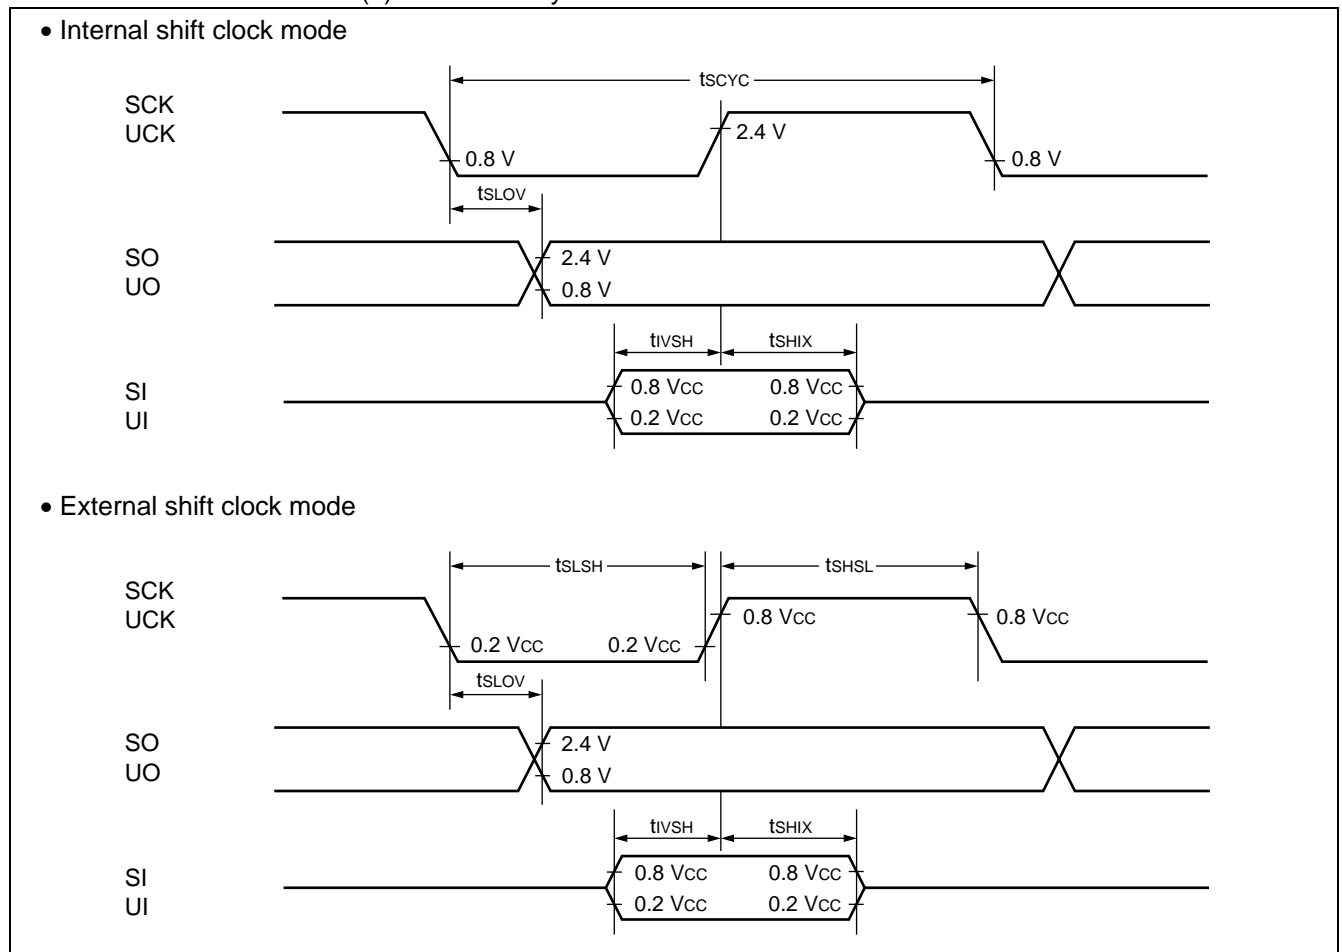 • Internal shift clock mode
tSCYC
SCK
UCK
2.4 V
0.8 V
0.8 V
tSLOV
SO
UO
2.4 V
0.8 V
tIVSH
tSHIX
SI
UI
0.8 VCC
0.8 VCC
0.2 VCC
0.2 VCC
• External shift clock mode
tSLSH
tSHSL
SCK
UCK
0.8 VCC
0.8 VCC
0.2 VCC
0.2 VCC
tSLOV
SO
UO
2.4 V
0.8 V
tIVSH
tSHIX
SI
UI
0.8 VCC
0.8 VCC
0.2 VCC
0.2 VCC